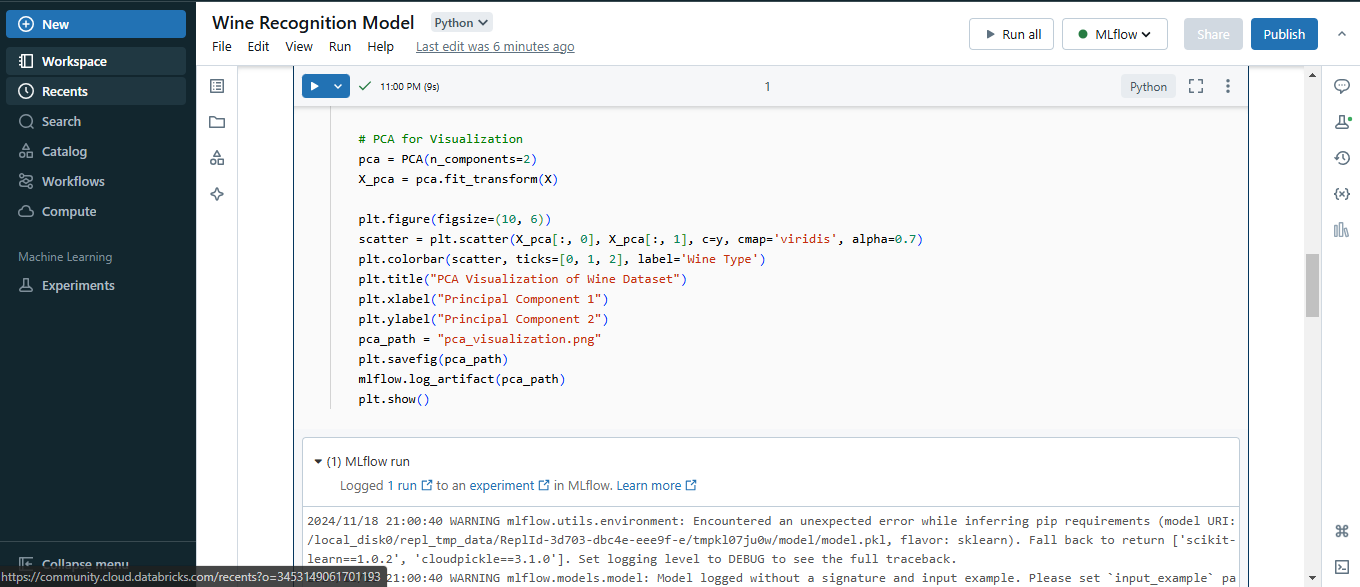 New
Workspace
Recents
Search
Catalog
Workflows
Compute
Machine Learning
Experiments
Collapse menu
https://community.cloud.databricks.com/recents?o=3453149061701193
Wine Recognition Model Python
File Edit View Run Help Last edit was 6 minutes ago
Run all MLflow Share Publish
11:00 PM (9s) 1 Python
# PCA for Visualization
pca = PCA(n_components=2)
X_pca = pca.fit_transform(X)
plt.figure(figsize=(10, 6))
scatter = plt.scatter(X_pca[:, 0], X_pca[:, 1], c=y, cmap='viridis', alpha=0.7)
plt.colorbar(scatter, ticks=[0, 1, 2], label='Wine Type')
plt.title("PCA Visualization of Wine Dataset")
plt.xlabel("Principal Component 1")
plt.ylabel("Principal Component 2")
pca_path = "pca_visualization.png"
plt.savefig(pca_path)
mlflow.log_artifact(pca_path)
plt.show()
(1) MLflow run
Logged 1 run to an experiment in MLflow. Learn more
2024/11/18 21:00:40 WARNING mlflow.utils.environment: Encountered an unexpected error while inferring pip requirements (model URI:
/local_disk0/repl_tmp_data/ReplId-3d703-dbc4e-eee9f-e/tmpkl07ju0w/model/model.pkl, flavor: sklearn). Fall back to return ['scikit-
learn==1.0.2', 'cloudpickle==3.1.0']. Set logging level to DEBUG to see the full traceback.
21:00:40 WARNING mlflow.models.model: Model logged without a signature and input example. Please set `input_example` pa